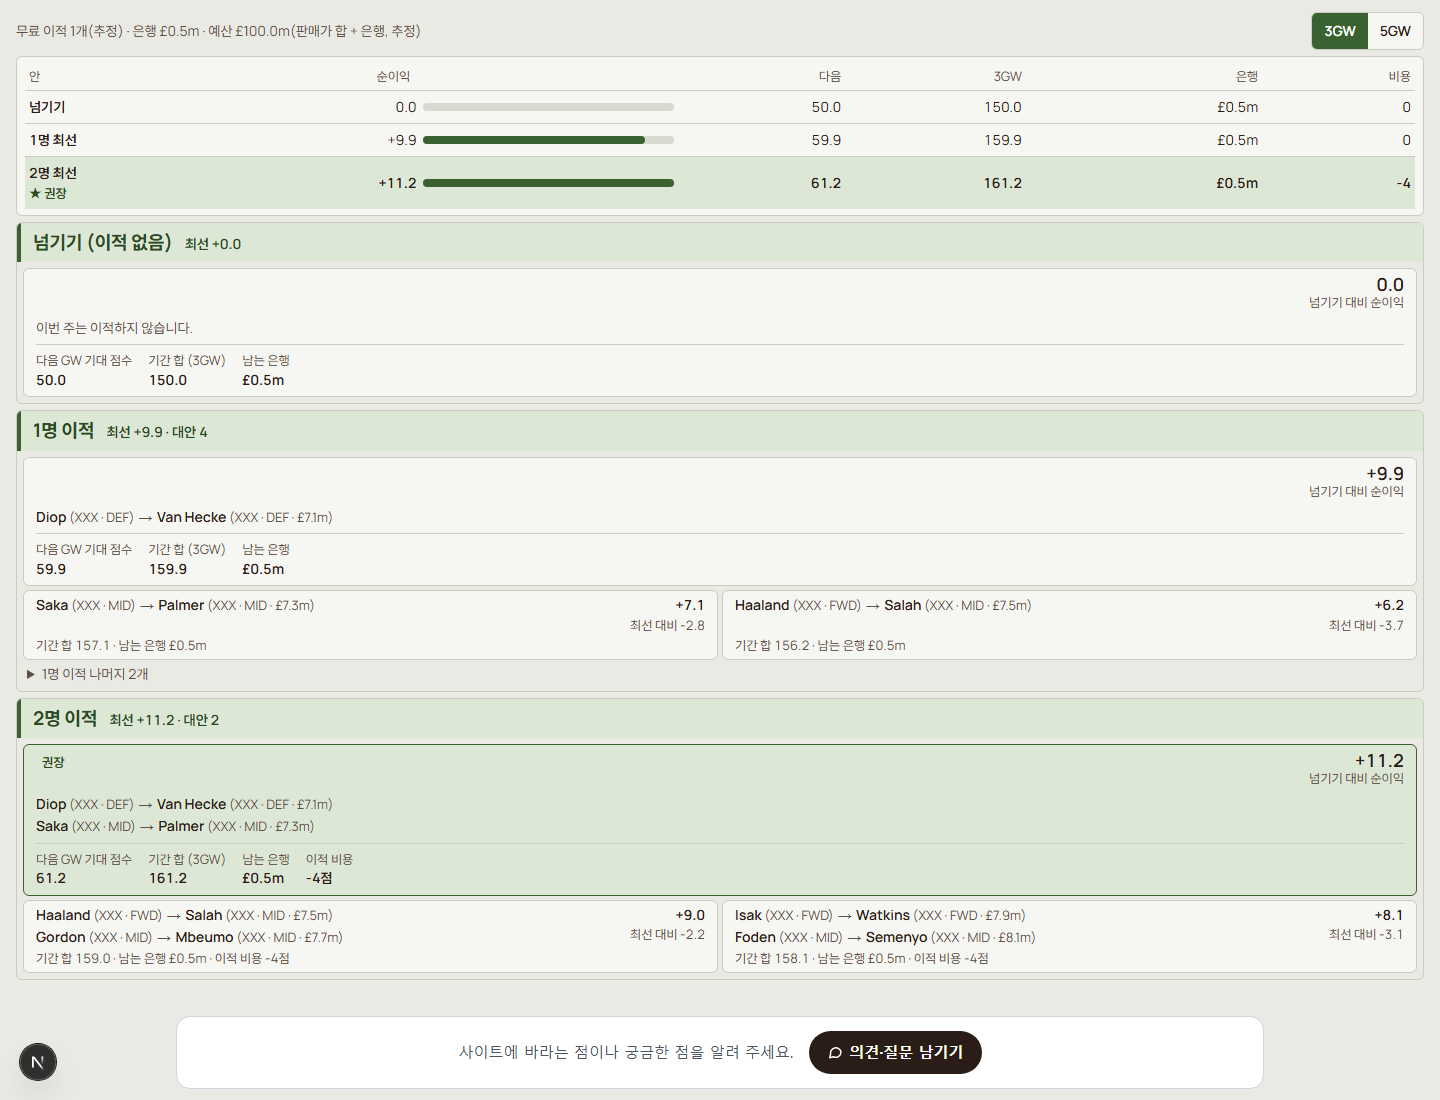 무료 이적 1개(추정) · 은행 £0.5m · 예산 £100.0m(판매가 합 + 은행, 추정)
3GW 5GW
안 순이익 다음 3GW 은행 비용
넘기기 0.0 50.0 150.0 £0.5m 0
1명 최선 +9.9 59.9 159.9 £0.5m 0
2명 최선
★ 권장 +11.2 61.2 161.2 £0.5m -4
넘기기 (이적 없음) 최선 +0.0
0.0
넘기기 대비 순이익
이번 주는 이적하지 않습니다.
다음 GW 기대 점수 기간 합 (3GW) 남는 은행
50.0 150.0 £0.5m
1명 이적 최선 +9.9 · 대안 4
+9.9
넘기기 대비 순이익
Diop (XXX · DEF) → Van Hecke (XXX · DEF · £7.1m)
다음 GW 기대 점수 기간 합 (3GW) 남는 은행
59.9 159.9 £0.5m
Saka (XXX · MID) → Palmer (XXX · MID · £7.3m) +7.1
최선 대비 -2.8
기간 합 157.1 · 남는 은행 £0.5m
Haaland (XXX · FWD) → Salah (XXX · MID · £7.5m) +6.2
최선 대비 -3.7
기간 합 156.2 · 남는 은행 £0.5m
▶ 1명 이적 나머지 2개
2명 이적 최선 +11.2 · 대안 2
권장 +11.2
넘기기 대비 순이익
Diop (XXX · DEF) → Van Hecke (XXX · DEF · £7.1m)
Saka (XXX · MID) → Palmer (XXX · MID · £7.3m)
다음 GW 기대 점수 기간 합 (3GW) 남는 은행 이적 비용
61.2 161.2 £0.5m -4점
Haaland (XXX · FWD) → Salah (XXX · MID · £7.5m) +9.0
Gordon (XXX · MID) → Mbeumo (XXX · MID · £7.7m) 최선 대비 -2.2
기간 합 159.0 · 남는 은행 £0.5m · 이적 비용 -4점
Isak (XXX · FWD) → Watkins (XXX · FWD · £7.9m) +8.1
Foden (XXX · MID) → Semenyo (XXX · MID · £8.1m) 최선 대비 -3.1
기간 합 158.1 · 남는 은행 £0.5m · 이적 비용 -4점
사이트에 바라는 점이나 궁금한 점을 알려 주세요. 의견·질문 남기기
N